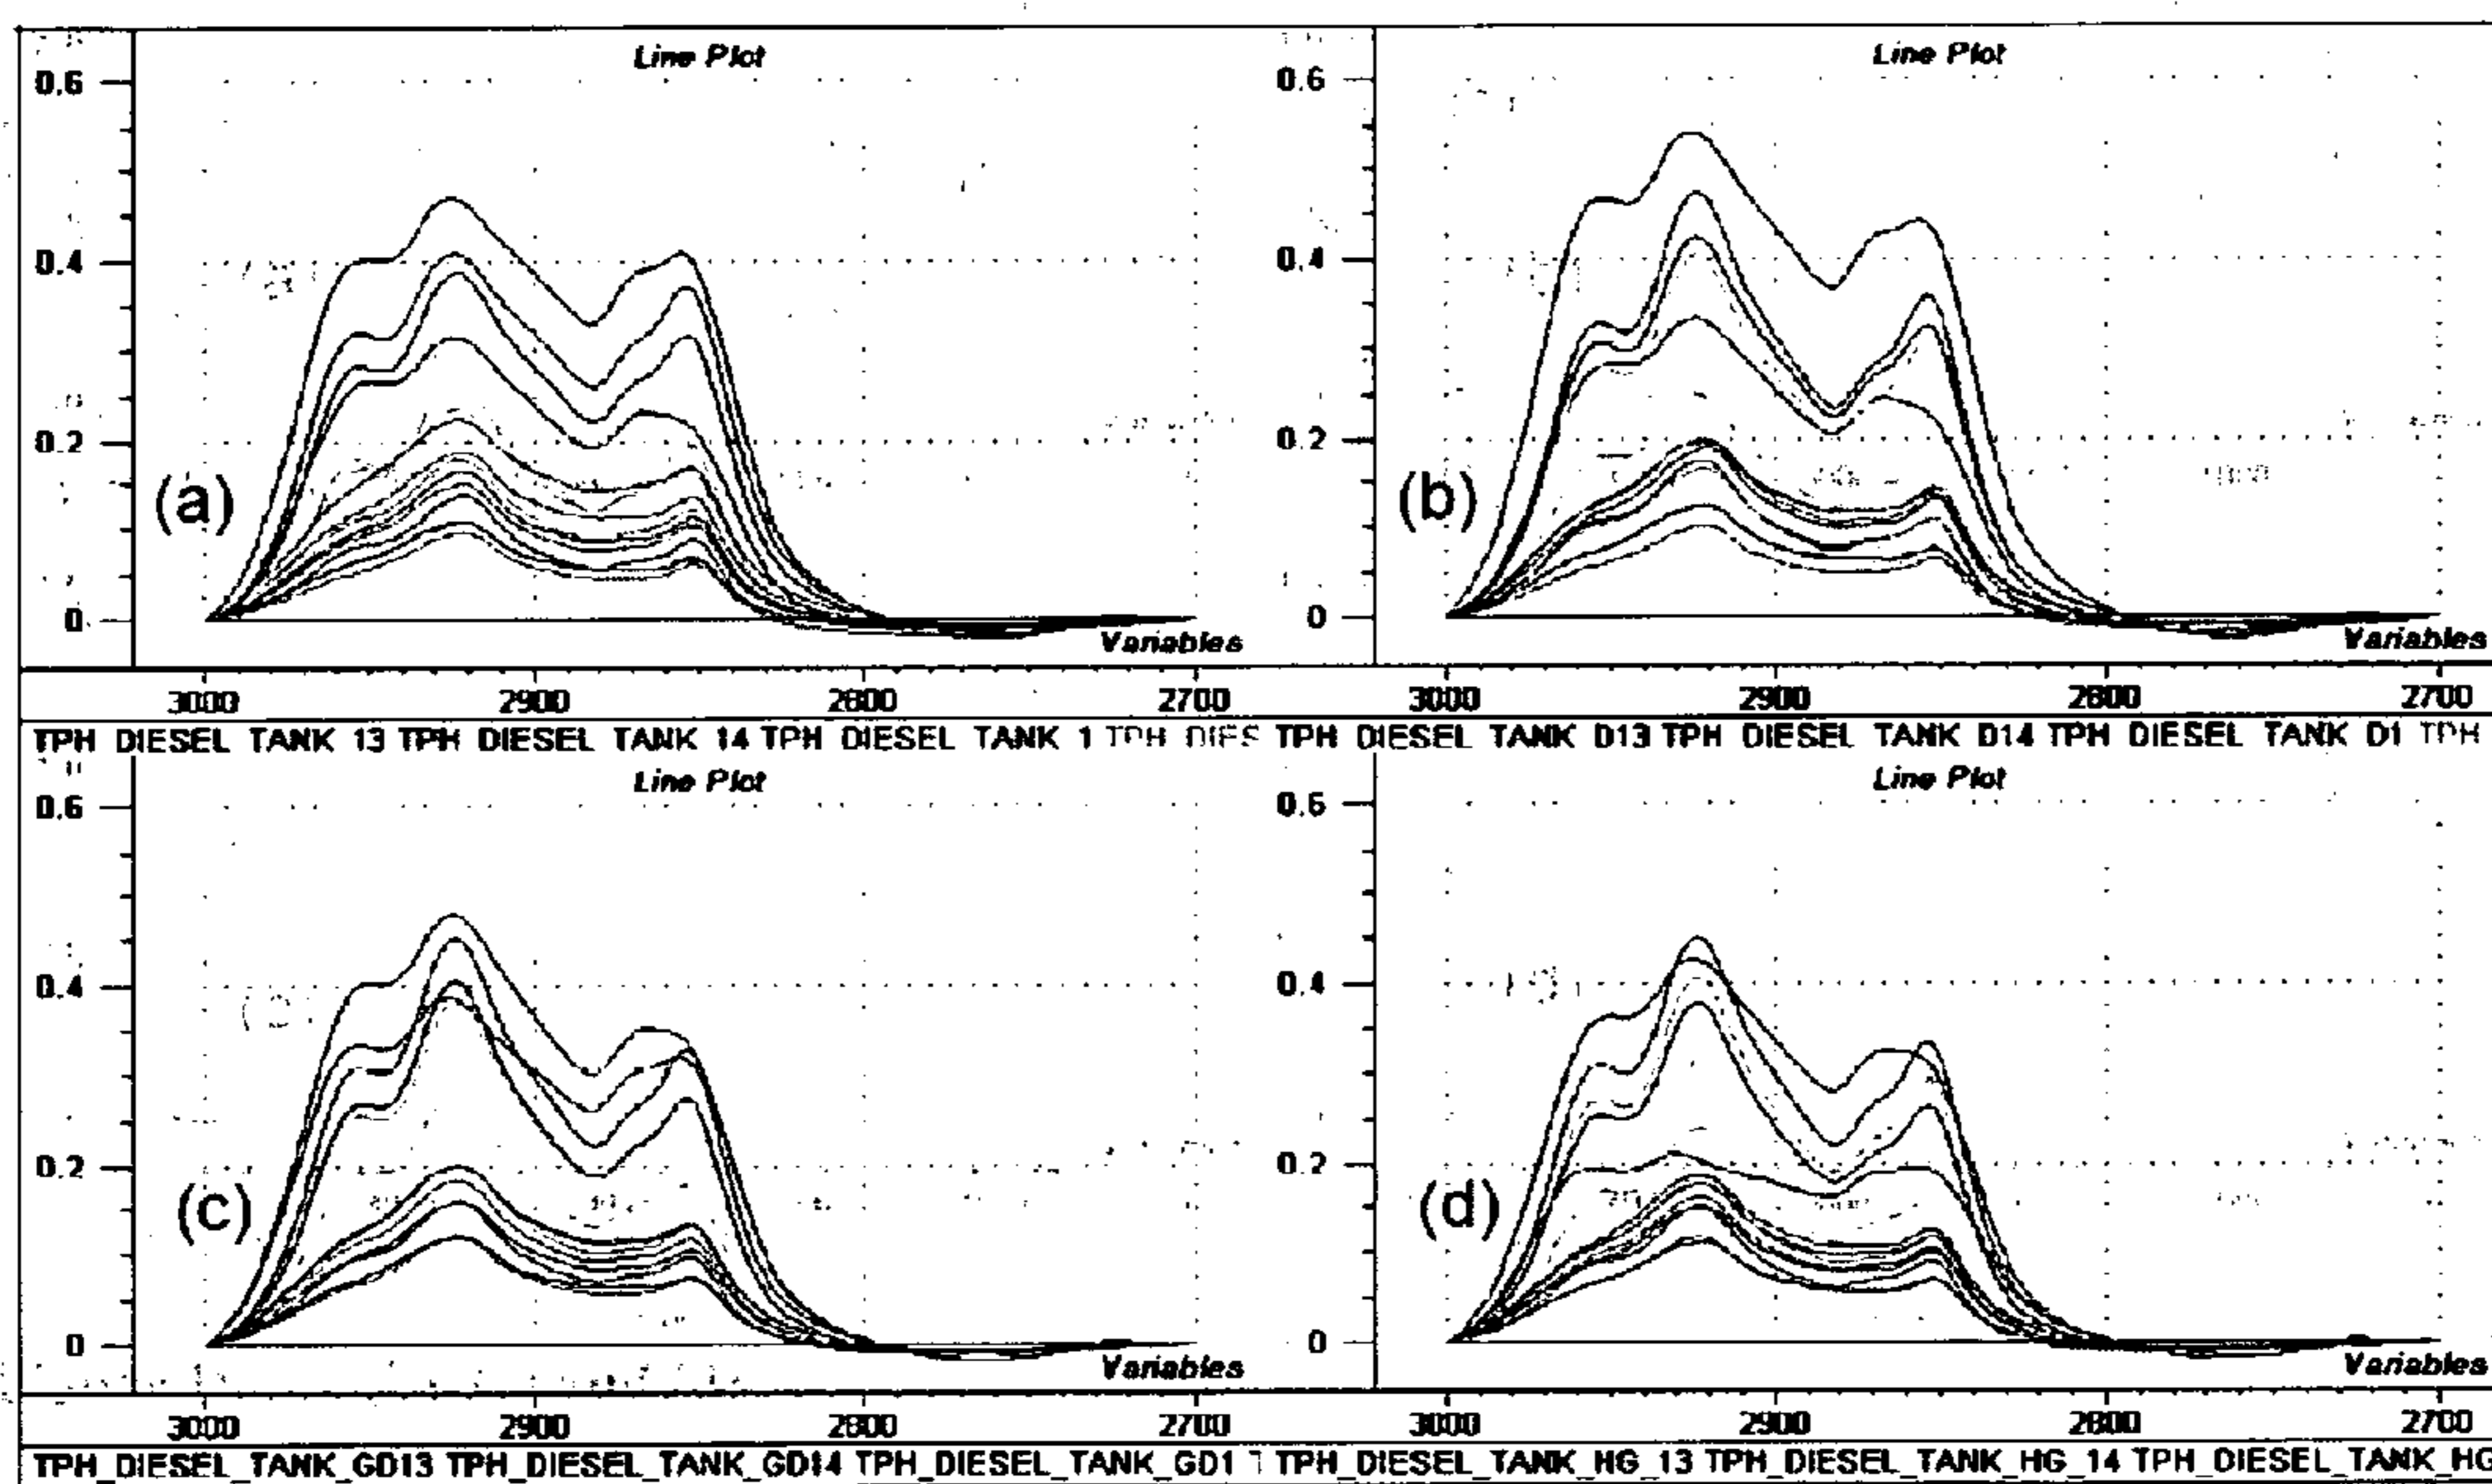 Line Plot
Line Plot
0.6
0.4
0.2
0
0.6
0.4
0.2
0
(a)
(b)
Variables
Variables
3000 2900 2800 2700
3000 2900 2800 2700
TPH DIESEL TANK 13 TPH DIESEL TANK 14 TPH DIESEL TANK 1 TPH DIES
TPH DIESEL TANK D13 TPH DIESEL TANK D14 TPH DIESEL TANK D1 TPH
Line Plot
Line Plot
0.6
0.4
0.2
0
0.6
0.4
0.2
0
(c)
(d)
Variables
Variables
3000 2900 2800 2700
3000 2900 2800 2700
TPH_DIESEL_TANK_GD13 TPH_DIESEL_TANK_GD14 TPH_DIESEL_TANK_GD1
TPH_DIESEL_TANK_HG_13 TPH_DIESEL_TANK_HG_14 TPH_DIESEL_TANK_HG